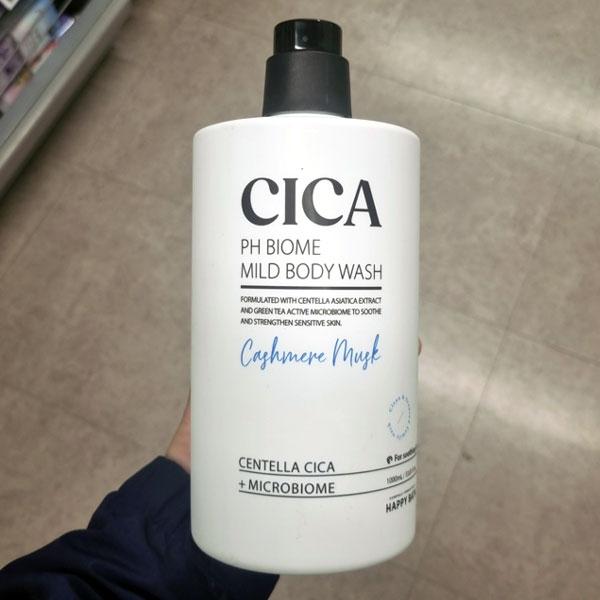 CICA
PH BIOME
MILD BODY WASH
FORMULATED WITH CENTELLA ASIATICA EXTRACT
AND GREEN TEA ACTIVE MICROBIOME TO SOOTHE
AND STRENGTHEN SENSITIVE SKIN.
Cashmere Musk
CENTELLA CICA
+ MICROBIOME
For
1000mL /
HAPPY